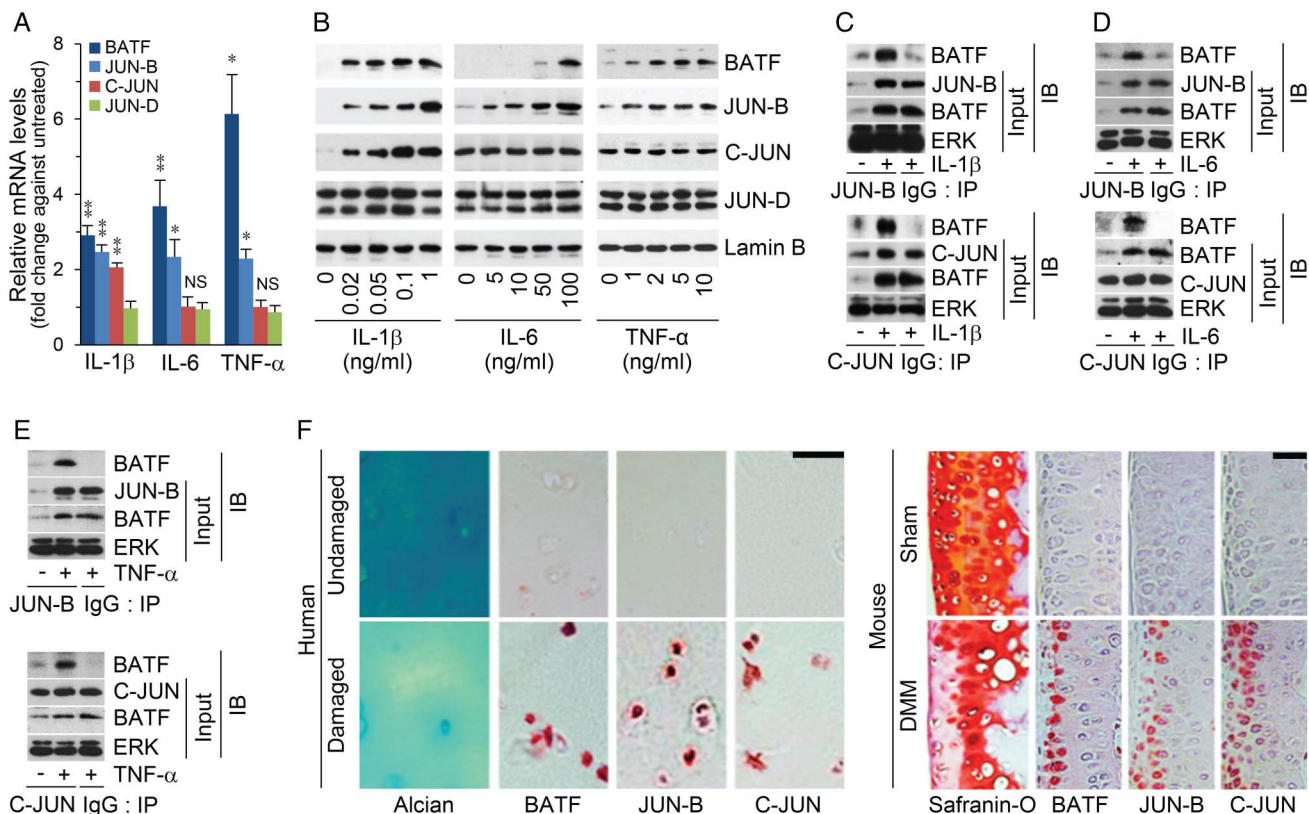 A
Relative mRNA levels
(fold change against untreated)
8
6
4
2
0
BATF
JUN-B
C-JUN
JUN-D
** ** **
** * NS
* * NS
IL-1β IL-6 TNF-α
B
BATF
JUN-B
C-JUN
JUN-D
Lamin B
0 0.02 0.05 0.1 1
0 5 10 50 100
0 1 2 5 10
IL-1β IL-6 TNF-α
(ng/ml) (ng/ml) (ng/ml)
C
BATF
JUN-B
BATF
ERK
Input
IB
- + + IL-1β
JUN-B IgG : IP
BATF
C-JUN
BATF
ERK
Input
IB
- + + IL-1β
C-JUN IgG : IP
D
BATF
JUN-B
BATF
ERK
Input
IB
- + + IL-6
JUN-B IgG : IP
BATF
BATF
C-JUN
ERK
Input
IB
- + + IL-6
C-JUN IgG : IP
E
BATF
JUN-B
BATF
ERK
Input
IB
- + + TNF-α
JUN-B IgG : IP
BATF
C-JUN
BATF
ERK
Input
IB
- + + TNF-α
C-JUN IgG : IP
F
Human
Undamaged
Damaged
Alcian BATF JUN-B C-JUN
Mouse
Sham
DMM
Safranin-O BATF JUN-B C-JUN